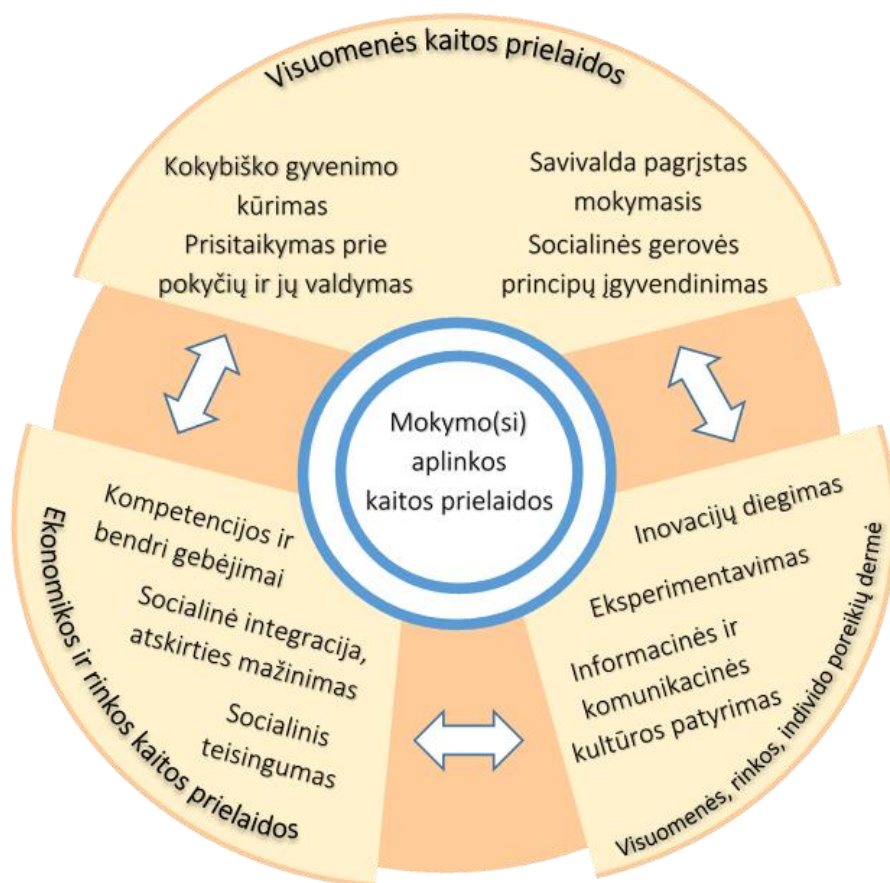 Visuomenės kaitos prielaidos
Kokybiško gyvenimo
kūrimas
Prisitaikymas prie
pokyčių ir jų valdymas
Savivalda pagrįstas
mokymasis
Socialinės gerovės
principų įgyvendinimas
Mokymo(si)
aplinkos
kaitos prielaidos
Ekonomikos ir rinkos kaitos prielaidos
Kompetencijos ir
bendri gebėjimai
Socialinė integracija,
atskirties mažinimas
Socialinis
teisingumas
Inovacijų diegimas
Eksperimentavimas
Informacinės ir
komunikacinės
kultūros patyrimas
Visuomenės, rinkos, individo poreikių dermė